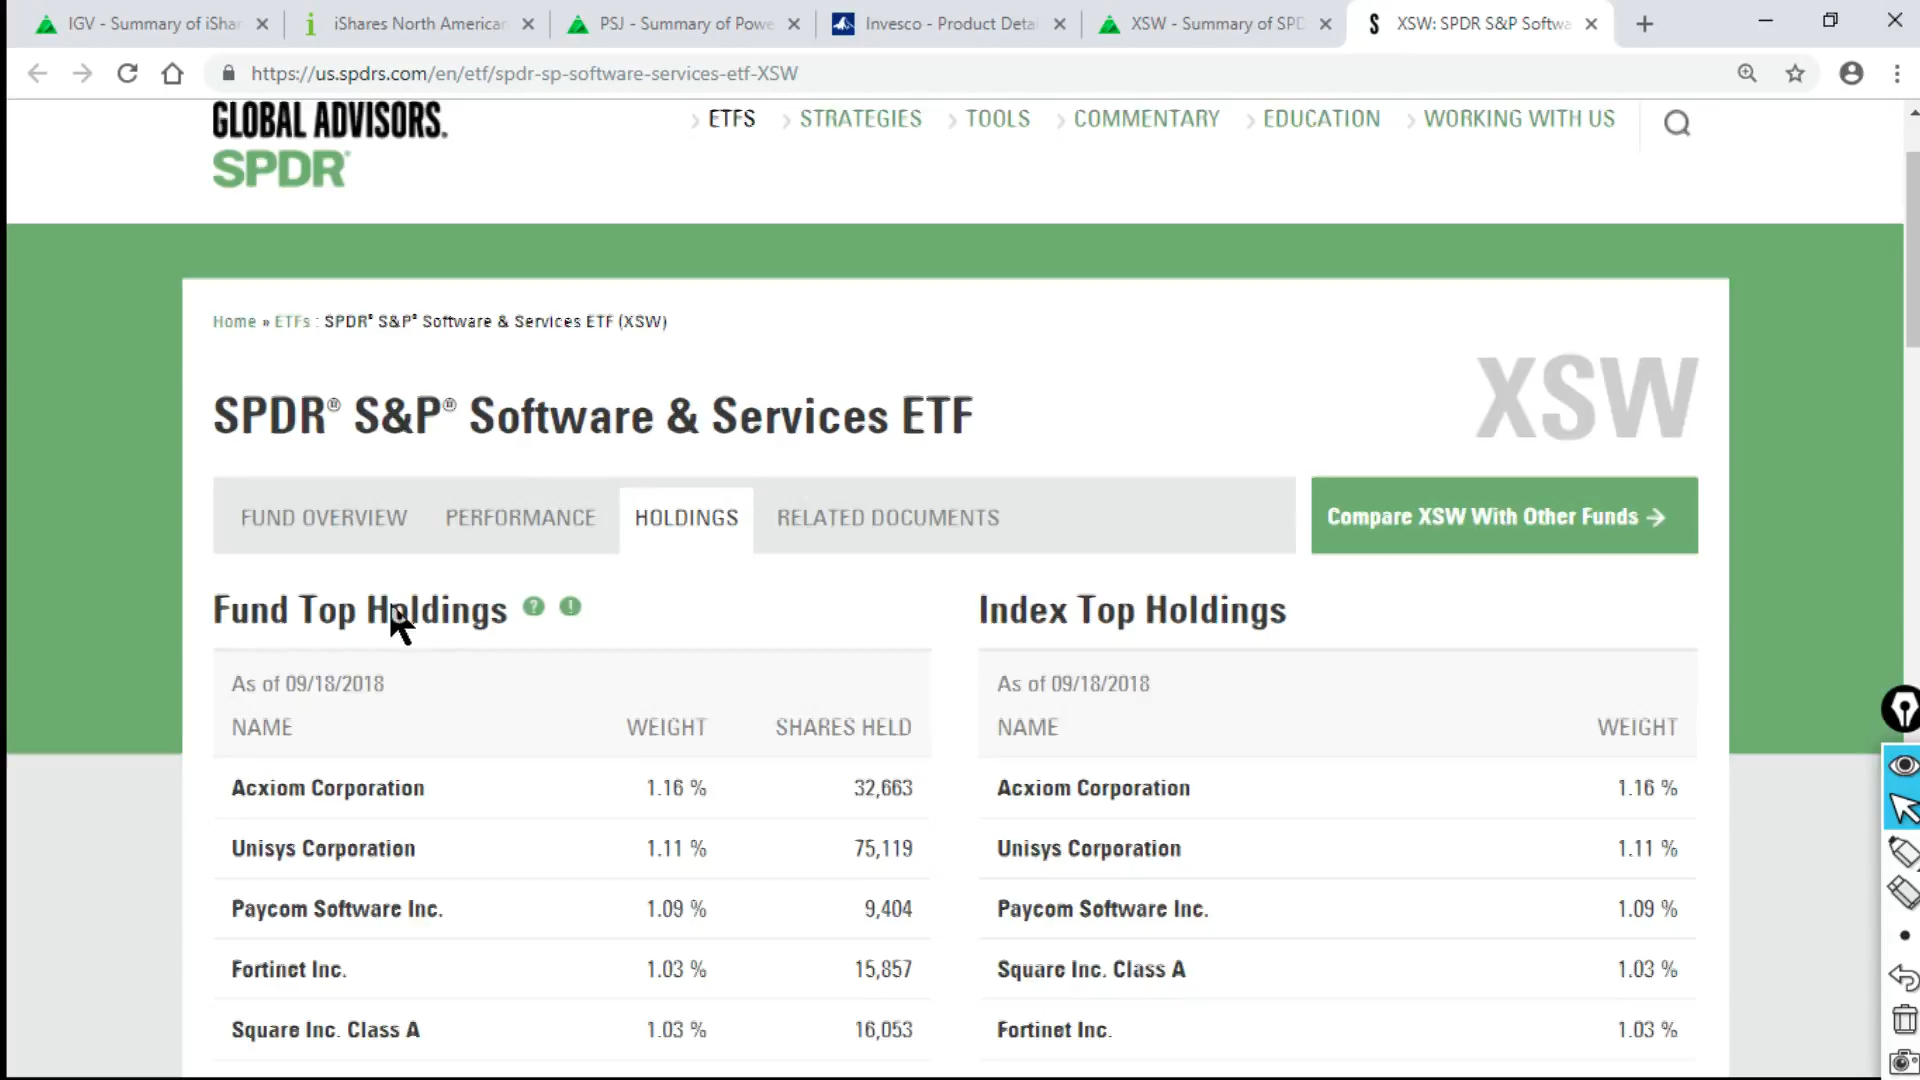 IGV - Summary of iShar
iShares North American
PSJ - Summary of Powe
Invesco - Product Detai
XSW - Summary of SPD
XSW: SPDR S&P Softwa
https://us.spdrs.com/en/etf/spdr-sp-software-services-etf-XSW
GLOBAL ADVISORS.
SPDR®
ETFS
STRATEGIES
TOOLS
COMMENTARY
EDUCATION
WORKING WITH US
Home » ETFs : SPDR® S&P® Software & Services ETF (XSW)
XSW
SPDR® S&P® Software & Services ETF
FUND OVERVIEW
PERFORMANCE
HOLDINGS
RELATED DOCUMENTS
Compare XSW With Other Funds →
Fund Top Holdings ? !
As of 09/18/2018
NAME WEIGHT SHARES HELD
Acxiom Corporation 1.16 % 32,663
Unisys Corporation 1.11 % 75,119
Paycom Software Inc. 1.09 % 9,404
Fortinet Inc. 1.03 % 15,857
Square Inc. Class A 1.03 % 16,053
Index Top Holdings
As of 09/18/2018
NAME WEIGHT
Acxiom Corporation 1.16 %
Unisys Corporation 1.11 %
Paycom Software Inc. 1.09 %
Square Inc. Class A 1.03 %
Fortinet Inc. 1.03 %